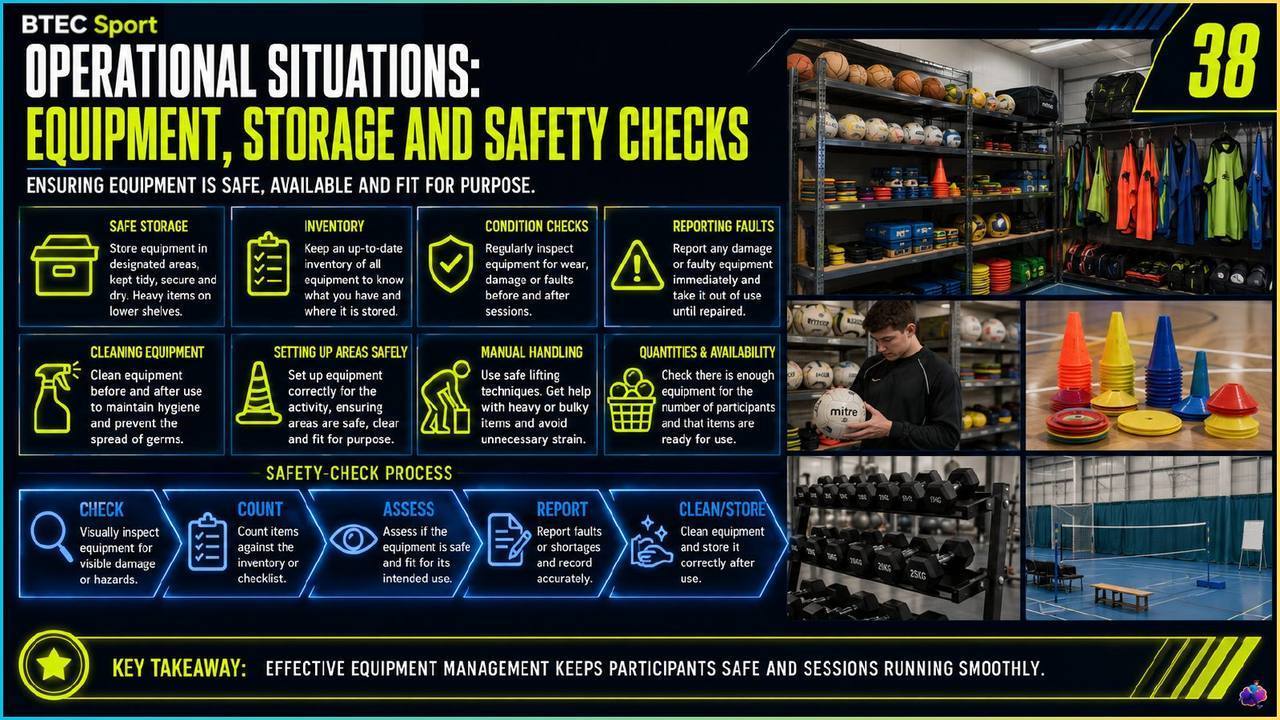 BTEC Sport
OPERATIONAL SITUATIONS:
EQUIPMENT, STORAGE AND SAFETY CHECKS
ENSURING EQUIPMENT IS SAFE, AVAILABLE AND FIT FOR PURPOSE.
38
SAFE STORAGE
Store equipment in
designated areas,
kept tidy, secure and
dry. Heavy items on
lower shelves.
INVENTORY
Keep an up-to-date
inventory of all
equipment to know
what you have and
where it is stored.
CONDITION CHECKS
Regularly inspect
equipment for wear,
damage or faults
before and after
sessions.
REPORTING FAULTS
Report any damage
or faulty equipment
immediately and
take it out of use
until repaired.
CLEANING EQUIPMENT
Clean equipment
before and after use
to maintain hygiene
and prevent the
spread of germs.
SETTING UP AREAS SAFELY
Set up equipment
correctly for the
activity, ensuring
areas are safe, clear
and fit for purpose.
MANUAL HANDLING
Use safe lifting
techniques. Get help
with heavy or bulky
items and avoid
unnecessary strain.
QUANTITIES & AVAILABILITY
Check there is enough
equipment for the
number of participants
and that items are
ready for use.
mitre
SAFETY-CHECK PROCESS
CHECK
Visually inspect
equipment for
visible damage
or hazards.
COUNT
Count items
against the
inventory or
checklist.
ASSESS
Assess if the
equipment is safe
and fit for its
intended use.
REPORT
Report faults
or shortages
and record
accurately.
CLEAN/STORE
Clean equipment
and store it
correctly after
use.
KEY TAKEAWAY: EFFECTIVE EQUIPMENT MANAGEMENT KEEPS PARTICIPANTS SAFE AND SESSIONS RUNNING SMOOTHLY.